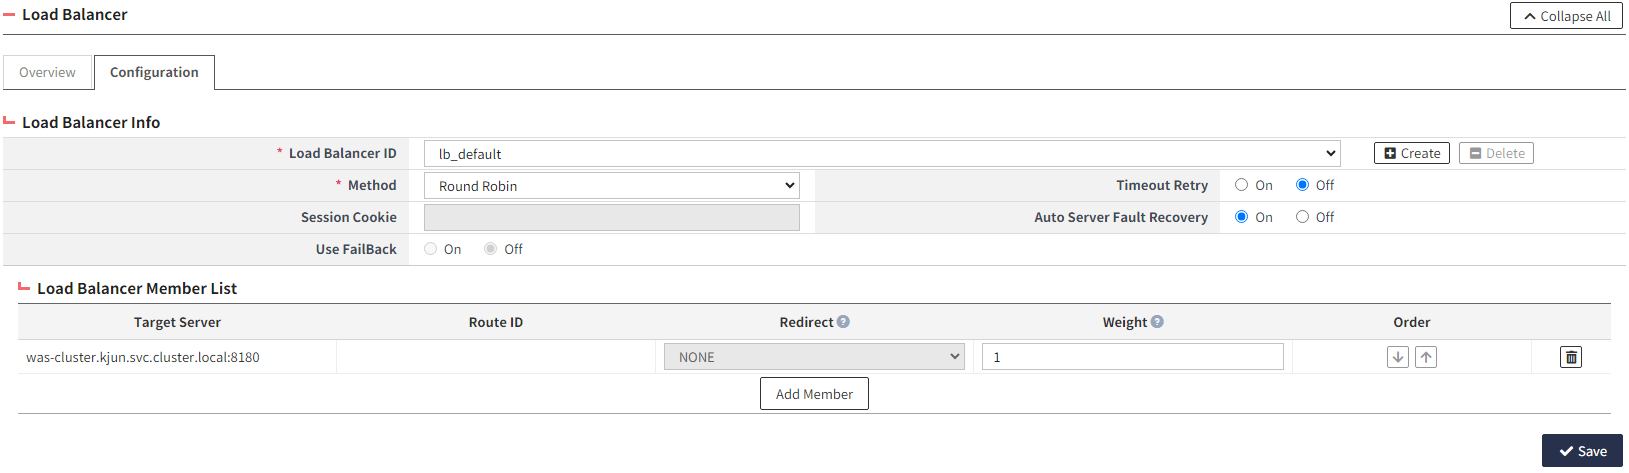 Load Balancer
Collapse All
Overview
Configuration
Load Balancer Info
* Load Balancer ID
lb_default
Create
Delete
* Method
Round Robin
Timeout Retry
On
Off
Session Cookie
Auto Server Fault Recovery
On
Off
Use FailBack
On
Off
Load Balancer Member List
Target Server Route ID Redirect ? Weight ? Order
was-cluster.kjun.svc.cluster.local:8180 NONE 1
Add Member
Save